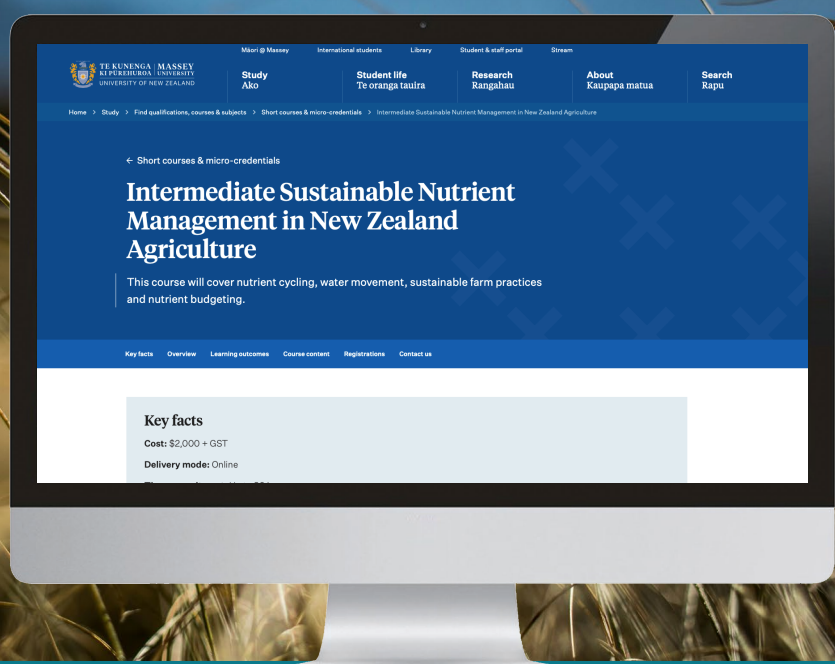 Māori @ Massey International students Library Student & staff portal Stream
TE KUNENGA | MASSEY
KI PŪREHUROA | UNIVERSITY
UNIVERSITY OF NEW ZEALAND
Study
Ako
Student life
Te oranga tauira
Research
Rangahau
About
Kaupapa matua
Search
Rapu
Home > Study > Find qualifications, courses & subjects > Short courses & micro-credentials > Intermediate Sustainable Nutrient Management in New Zealand Agriculture
← Short courses & micro-credentials
Intermediate Sustainable Nutrient
Management in New Zealand
Agriculture
This course will cover nutrient cycling, water movement, sustainable farm practices
and nutrient budgeting.
Key facts Overview Learning outcomes Course content Registrations Contact us
Key facts
Cost: $2,000 + GST
Delivery mode: Online